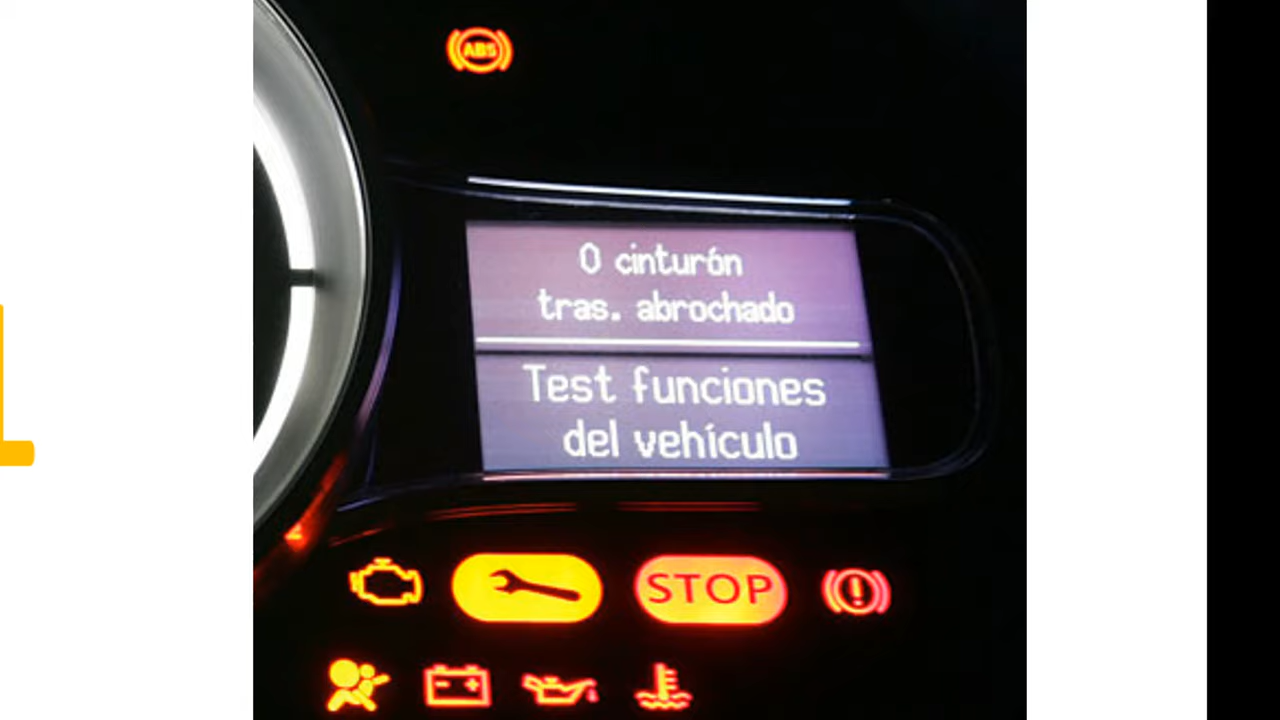 ABS
0 cinturón
tras. abrochado
Test funciones
del vehículo
STOP